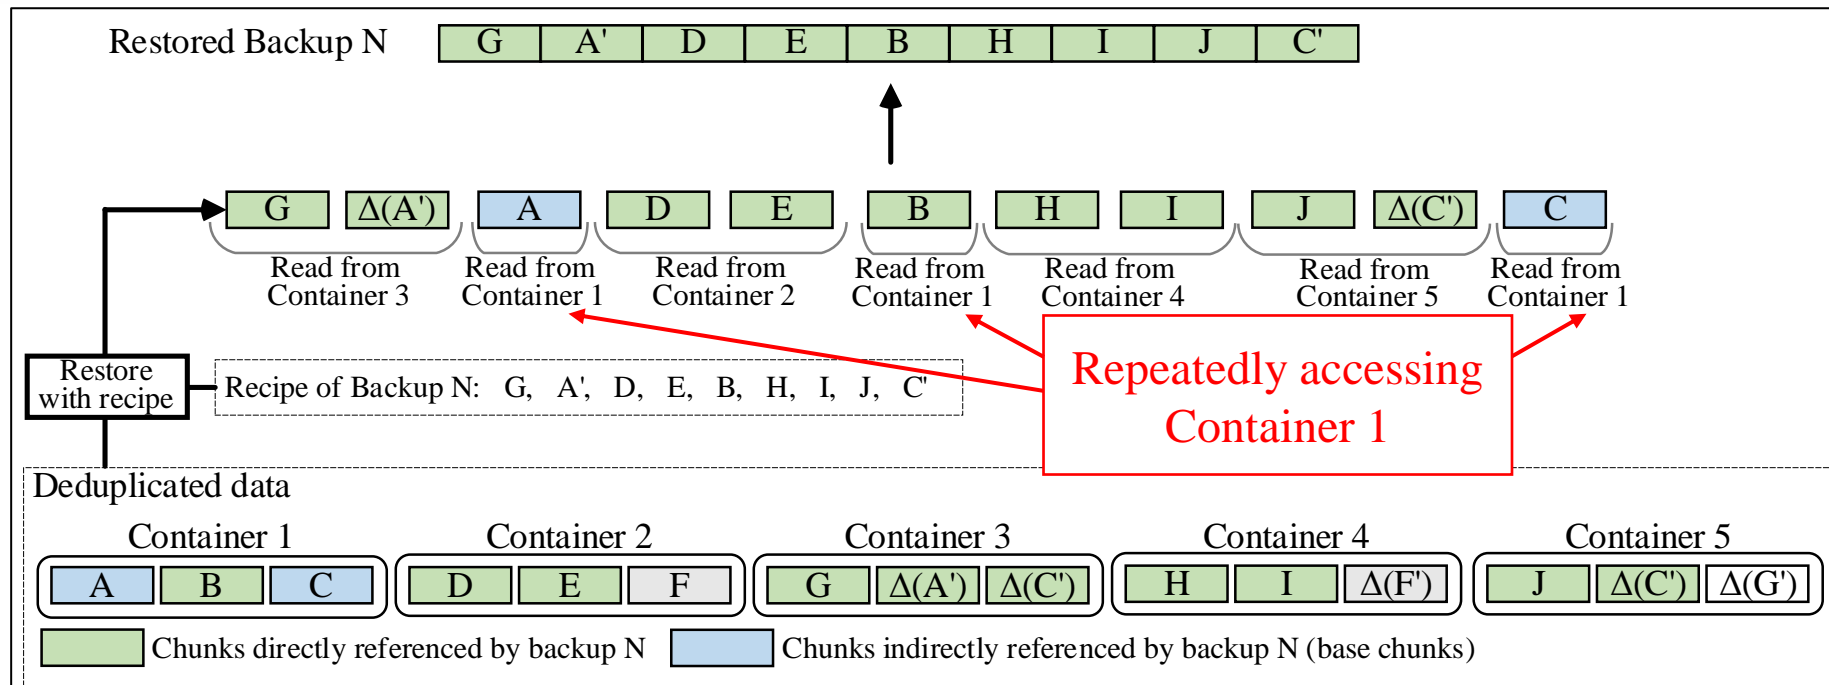 Restored Backup N G A' D E B H I J C'
G Δ(A') A D E B H I J Δ(C') C
Read from Container 3
Read from Container 1
Read from Container 2
Read from Container 1
Read from Container 4
Read from Container 5
Read from Container 1
Repeatedly accessing
Container 1
Restore
with recipe
Recipe of Backup N: G, A', D, E, B, H, I, J, C'
Deduplicated data
Container 1 Container 2 Container 3 Container 4 Container 5
A B C D E F G Δ(A') Δ(C') H I Δ(F') J Δ(C') Δ(G')
Chunks directly referenced by backup N Chunks indirectly referenced by backup N (base chunks)